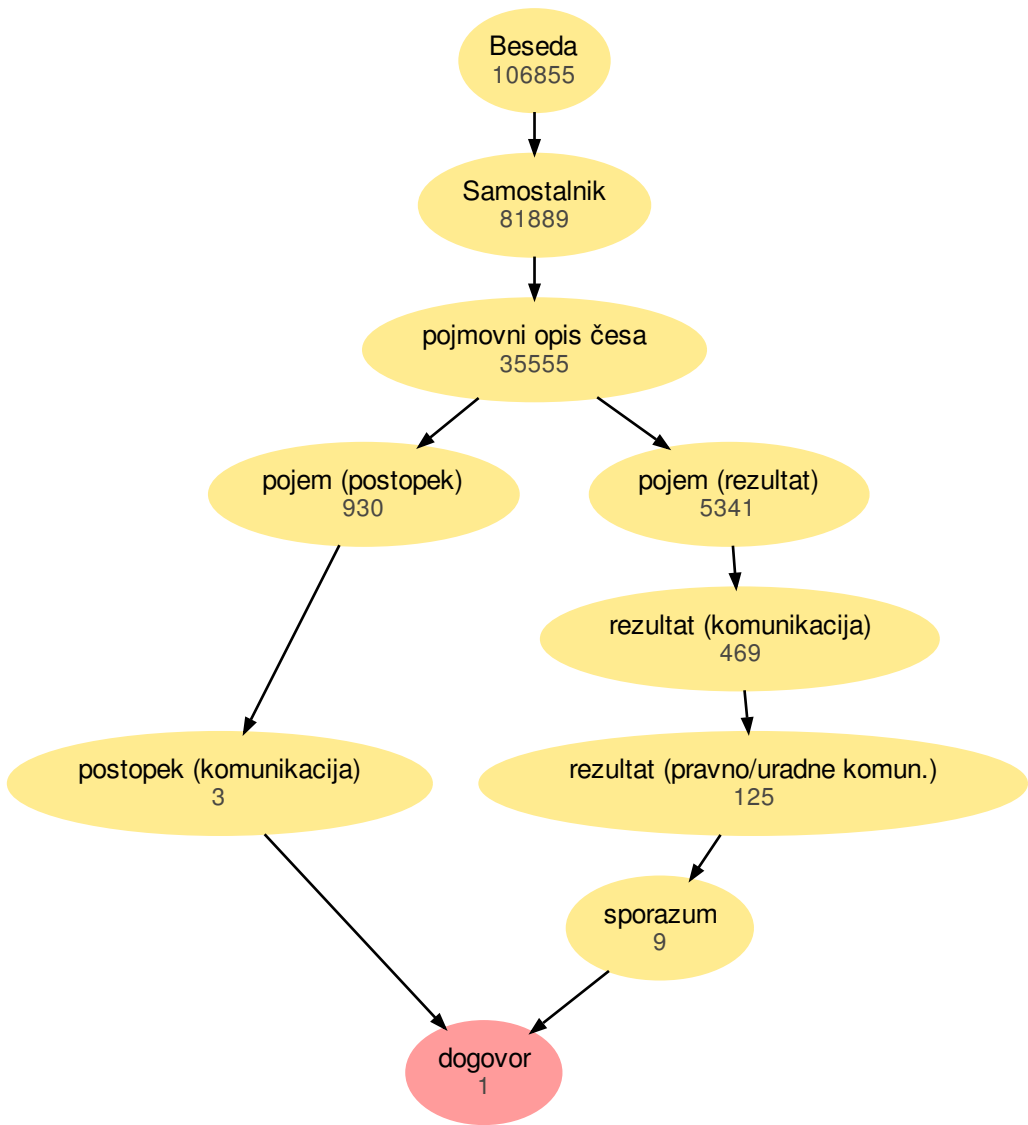 Beseda
106855
Samostalnik
81889
pojmovni opis česa
35555
pojem (postopek)
930
pojem (rezultat)
5341
rezultat (komunikacija)
469
postopek (komunikacija)
3
rezultat (pravno/uradne komun.)
125
sporazum
9
dogovor
1